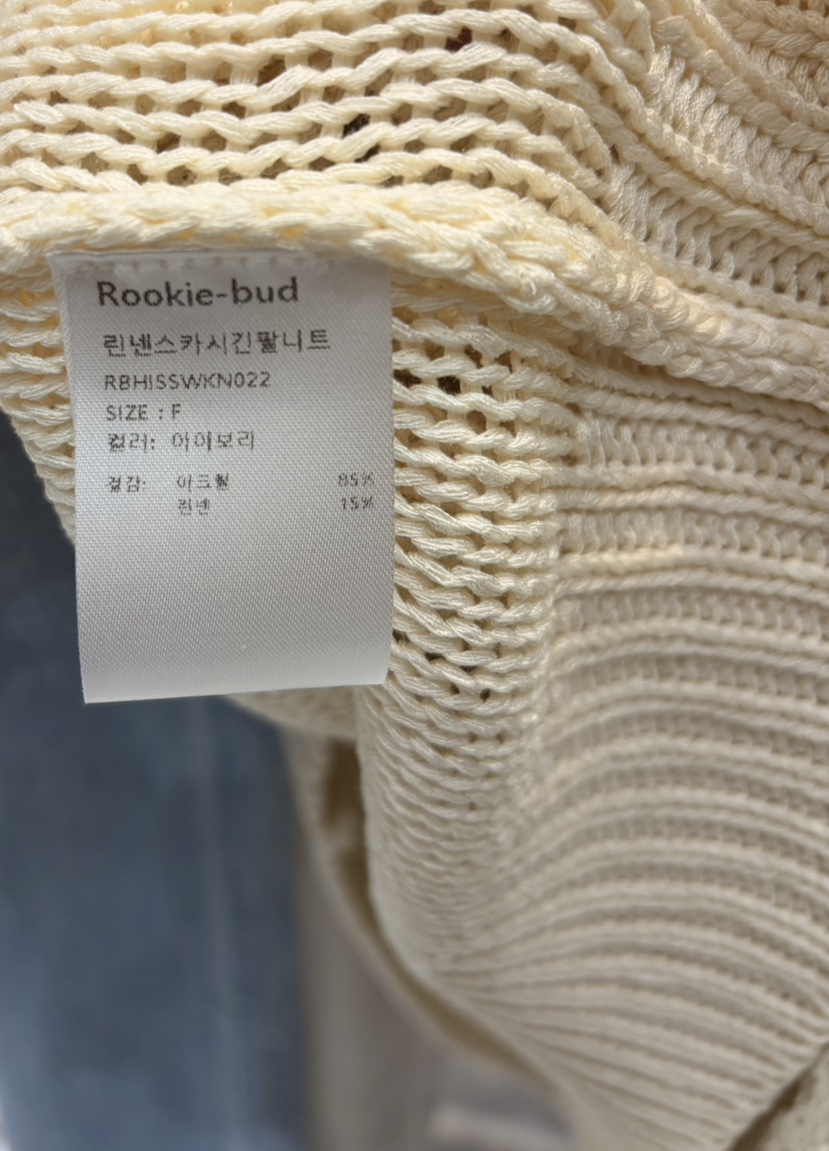 Rookie-bud
린넨스카시긴팔니트
RBHISSWKN022
SIZE : F
컬러: 아이보리
겉감: 아크릴 85%
린넨 15%